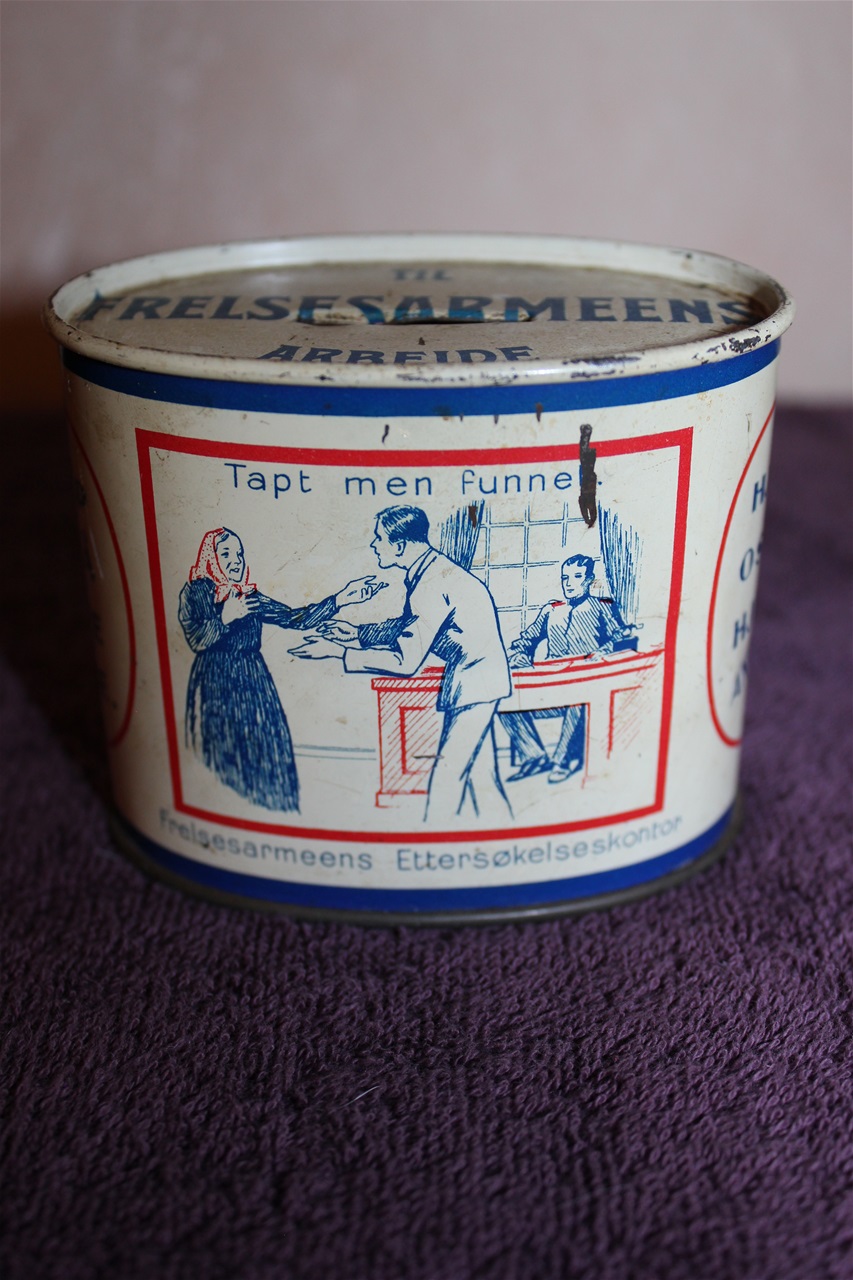 TIL
FRELSESARMEENS
ARBEIDE
Tapt men funnet.
Frelsesarmeens Ettersøkelseskontor